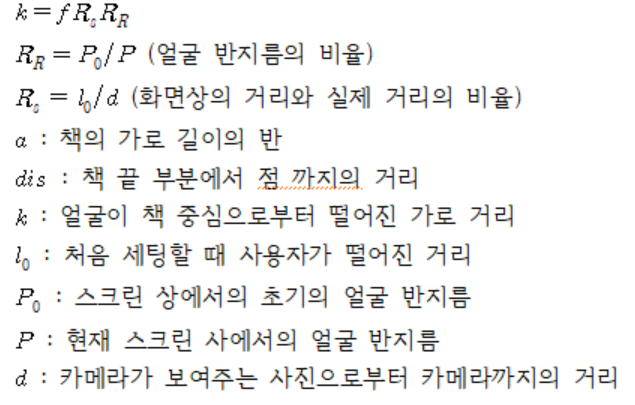 k = fR_sR_R
R_R = P_0/P (얼굴 반지름의 비율)
R_s = l_0/d (화면상의 거리와 실제 거리의 비율)
a : 책의 가로 길이의 반
dis : 책 끝 부분에서 점 까지의 거리
k : 얼굴이 책 중심으로부터 떨어진 가로 거리
l_0 : 처음 세팅할 때 사용자가 떨어진 거리
P_0 : 스크린 상에서의 초기의 얼굴 반지름
P : 현재 스크린 사에서의 얼굴 반지름
d : 카메라가 보여주는 사진으로부터 카메라까지의 거리